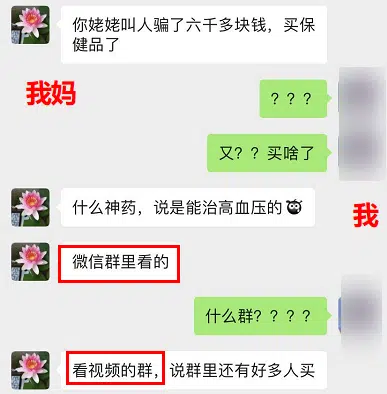 你姥姥叫人骗了六千多块钱，买保
健品了
我妈
？？？
又？？买啥了
什么神药，说是能治高血压的
我
微信群里看的
什么群？？？？
看视频的群，说群里还有好多人买